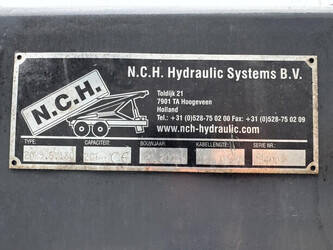 N.C.H.
N.C.H. Hydraulic Systems B.V.
Toldijk 21
7901 TA Hoogeveen
Holland
Tel.: +31 (0)528-75 02 00 Fax: +31 (0)528-75 02 09
www.nch-hydraulic.com
TYPE: CAPACITEIT: BOUWJAAR: KABELLENGTE: SERIE NR.: